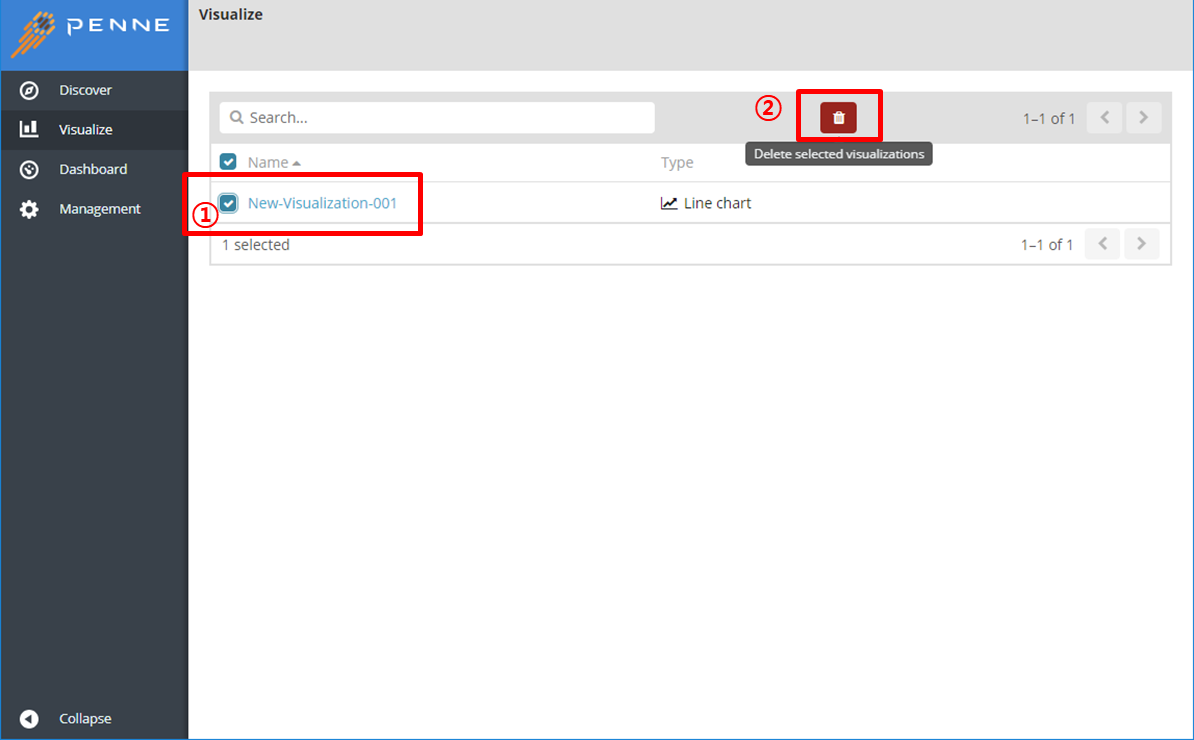 PENNE
Visualize
Discover
Visualize
Dashboard
Management
Search...
②
1–1 of 1
Delete selected visualizations
Name
Type
①
New-Visualization-001
Line chart
1 selected
1–1 of 1
Collapse